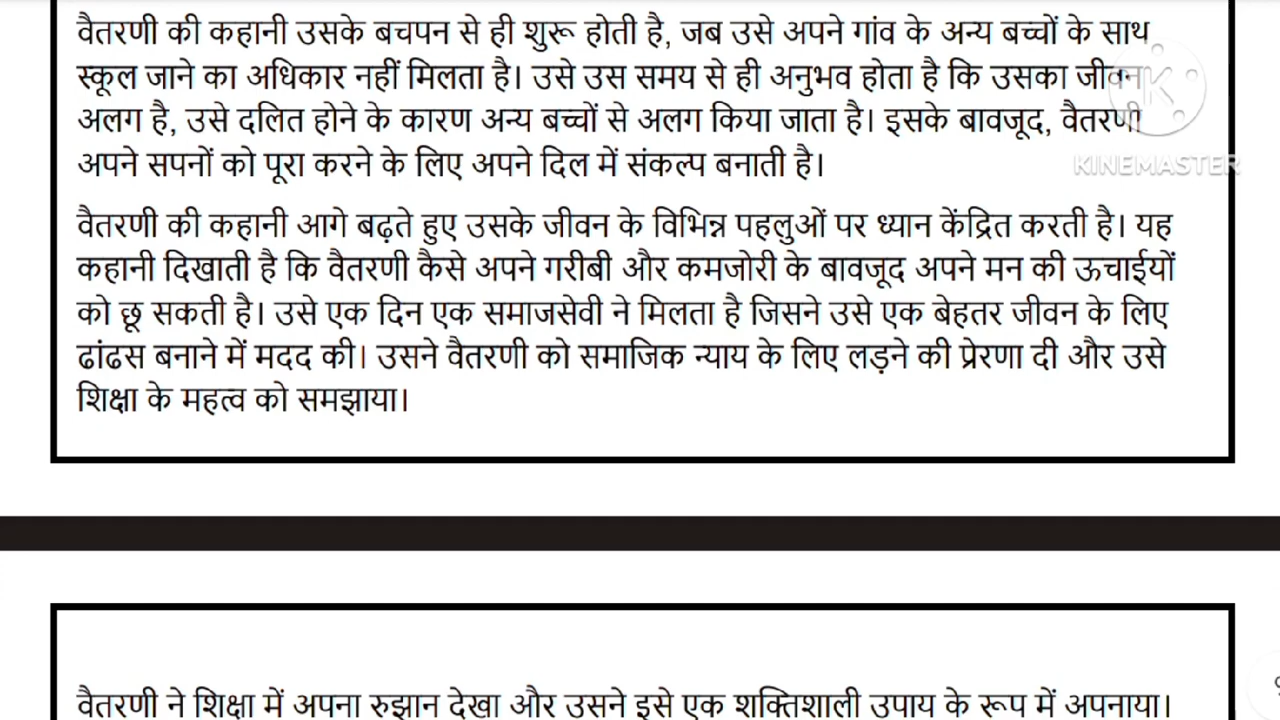 वैतरणी की कहानी उसके बचपन से ही शुरू होती है, जब उसे अपने गांव के अन्य बच्चों के साथ
स्कूल जाने का अधिकार नहीं मिलता है। उसे उस समय से ही अनुभव होता है कि उसका जीवन
अलग है, उसे दलित होने के कारण अन्य बच्चों से अलग किया जाता है। इसके बावजूद, वैतरणी
अपने सपनों को पूरा करने के लिए अपने दिल में संकल्प बनाती है।
KINEMASTER
वैतरणी की कहानी आगे बढ़ते हुए उसके जीवन के विभिन्न पहलुओं पर ध्यान केंद्रित करती है। यह
कहानी दिखाती है कि वैतरणी कैसे अपने गरीबी और कमजोरी के बावजूद अपने मन की ऊचाईयों
को छू सकती है। उसे एक दिन एक समाजसेवी ने मिलता है जिसने उसे एक बेहतर जीवन के लिए
ढांढस बनाने में मदद की। उसने वैतरणी को समाजिक न्याय के लिए लड़ने की प्रेरणा दी और उसे
शिक्षा के महत्व को समझाया।
वैतरणी ने शिक्षा में अपना रुझान देखा और उसने इसे एक शक्तिशाली उपाय के रूप में अपनाया।